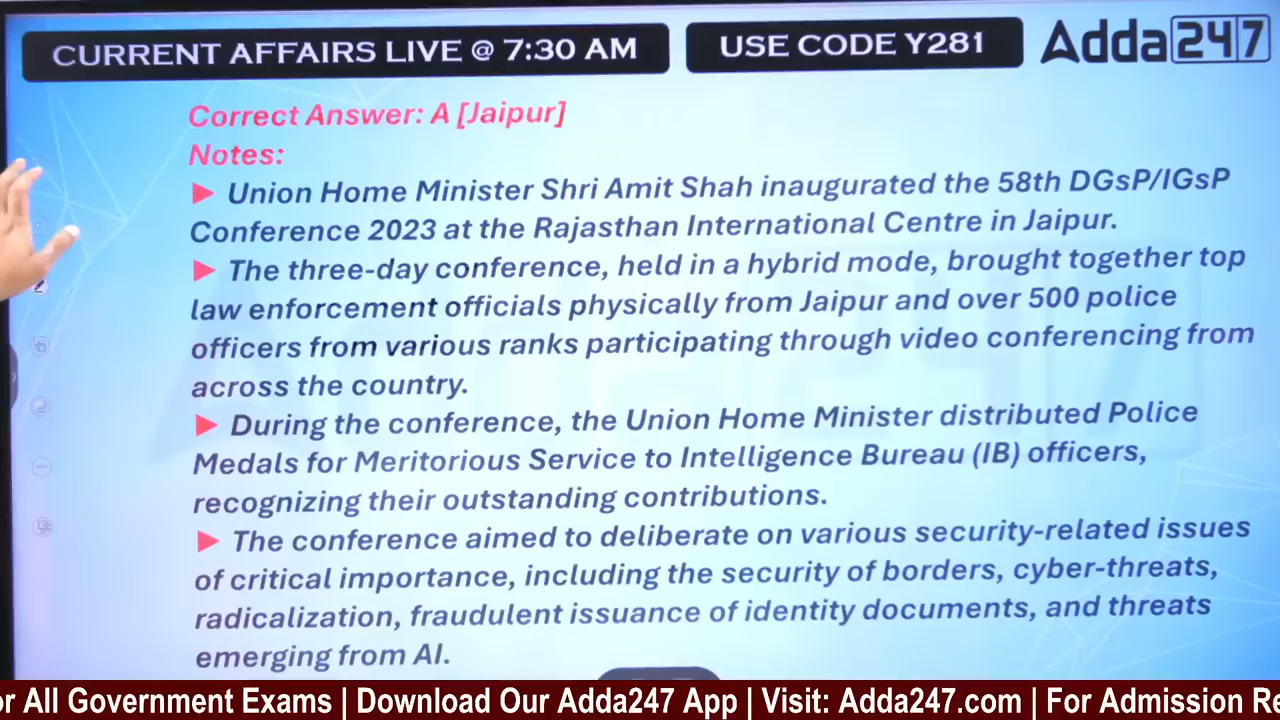 CURRENT AFFAIRS LIVE @ 7:30 AM
USE CODE Y281
Adda247
Correct Answer: A [Jaipur]
Notes:
► Union Home Minister Shri Amit Shah inaugurated the 58th DGsP/IGsP
Conference 2023 at the Rajasthan International Centre in Jaipur.
► The three-day conference, held in a hybrid mode, brought together top
law enforcement officials physically from Jaipur and over 500 police
officers from various ranks participating through video conferencing from
across the country.
► During the conference, the Union Home Minister distributed Police
Medals for Meritorious Service to Intelligence Bureau (IB) officers,
recognizing their outstanding contributions.
► The conference aimed to deliberate on various security-related issues
of critical importance, including the security of borders, cyber-threats,
radicalization, fraudulent issuance of identity documents, and threats
emerging from AI.
or All Government Exams | Download Our Adda247 App | Visit: Adda247.com | For Admission Re